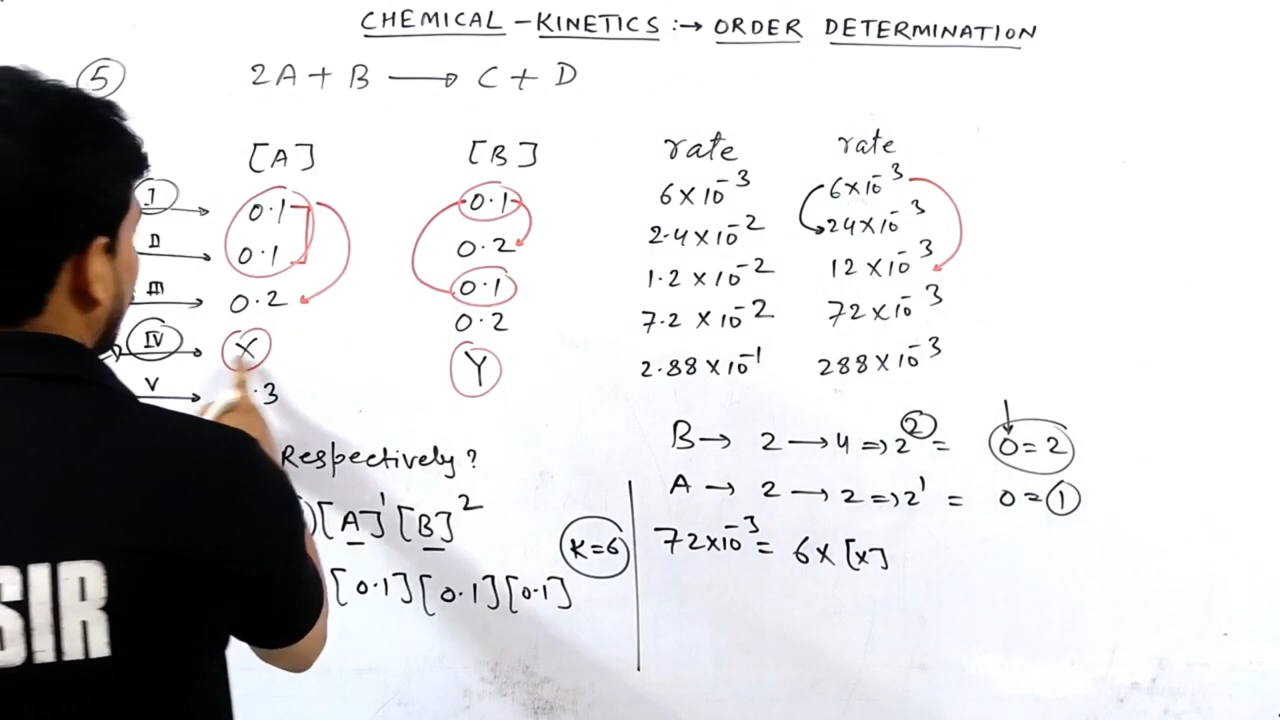 CHEMICAL - KINETICS :→ ORDER DETERMINATION
5 2A + B → C + D
[A] [B] rate rate
I → 0.1 0.1 6×10⁻³ 6×10⁻³
II → 0.1 0.2 2.4×10⁻² 24×10⁻³
III → 0.2 0.1 1.2×10⁻² 12×10⁻³
IV → X 0.2 7.2×10⁻² 72×10⁻³
V → .3 Y 2.88×10⁻¹ 288×10⁻³
B → 2 → 4 ⇒ 2² = 0 = 2
Respectively?
A → 2 → 2 ⇒ 2¹ = 0 = 1
)[A]¹[B]²
K=6
72×10⁻³ = 6×[x]
[0.1][0.1][0.1]
SIR